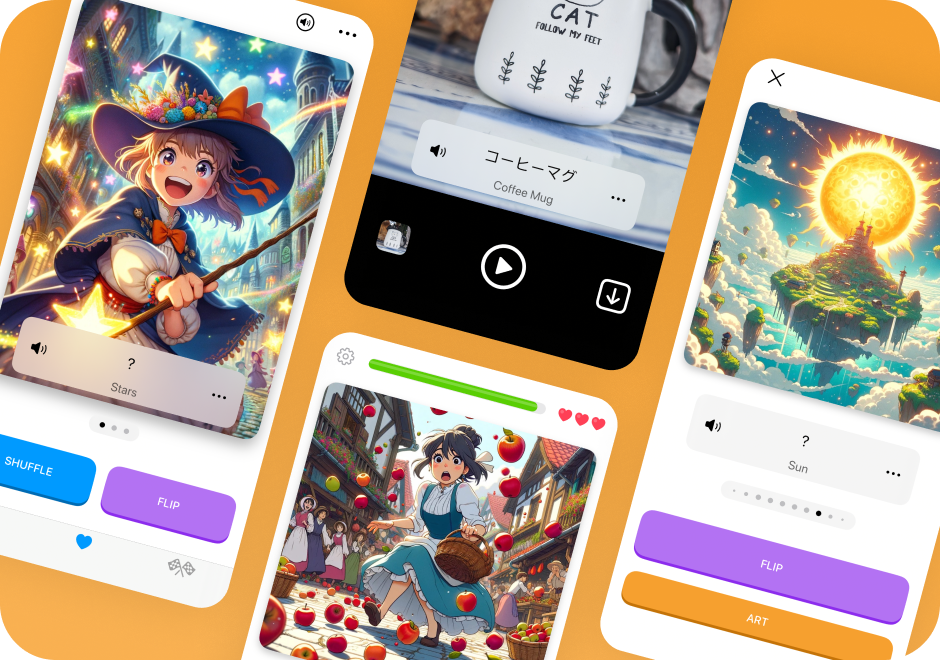 ?
Stars
SHUFFLE
FLIP
CAT
FOLLOW MY FEET
コーヒーマグ
Coffee Mug
?
Sun
FLIP
ART